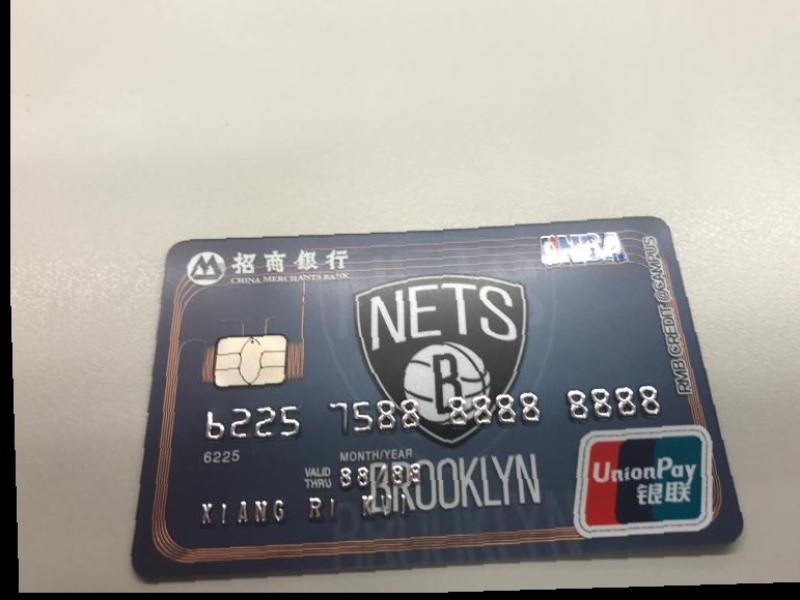 招商银行
CHINA MERCHANTS BANK
NBA
RMB CREDIT @CAMPUS
NETS
B
6225 7588 8888 8888
6225
MONTH/YEAR
VALID THRU 88/88
BROOKLYN
XIANG RI KUI
UnionPay
银联